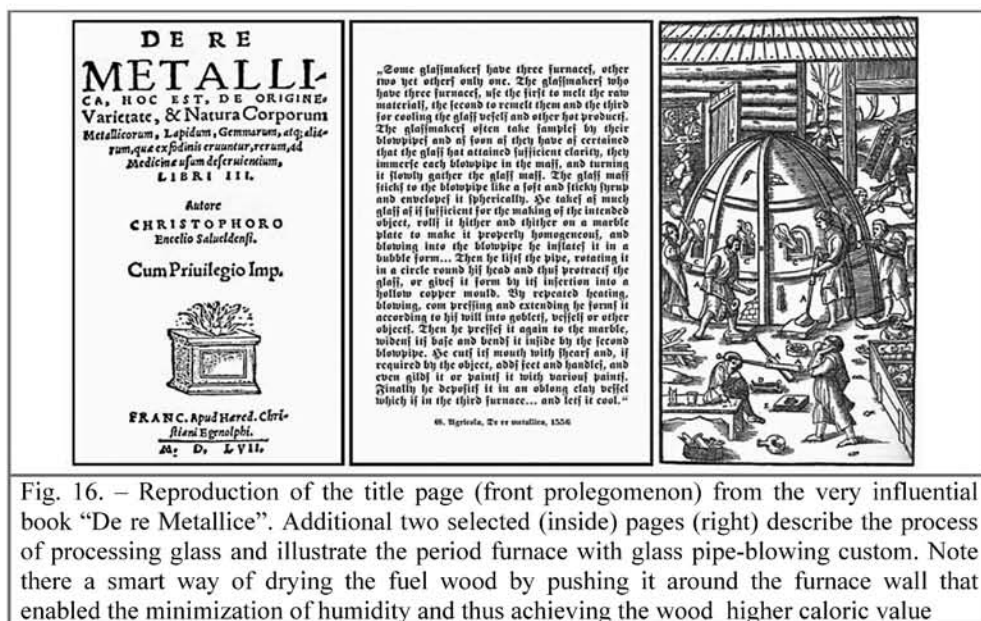 DE RE
METALLI-
CA, HOC EST, DE ORIGINE,
Varietate, & Natura Corporum
Metallicorum, Lapidum, Gemmarum, atq; alia-
rum, quæ ex fodinis eruuntur, rerum, ad
Medicinæ usum deseruientium,
LIBRI III.
Autore
CHRISTOPHORO
Encelio Salueldensi.
Cum Priuilegio Imp.
FRANC. Apud Hæred. Chri-
stiani Egenolphi.
M. D. LVII.
„Some glaſſmakerſ have three furnaceſ, other
two yet otherſ only one. The glaſſmakerſ who
have three furnaceſ, uſe the firſt to melt the raw
materialſ, the ſecond to remelt them and the third
for cooling the glaſſ veſelſ and other hot productſ.
The glaſſmakerſ often take ſampleſ by their
blowpipeſ and aſ ſoon aſ they have aſ certained
that the glaſſ hat attained ſufficient clarity, they
immerſe each blowpipe in the maſſ, and turning
it ſlowly gather the glaſſ maſſ. The glaſſ maſſ
ſtickſ to the blowpipe like a ſoft and ſticky ſyrup
and envelopeſ it ſpherically. He takeſ aſ much
glaſſ aſ iſ ſufficient for the making of the intended
object, rollſ it hither and thither on a marble
plate to make it properly homogeneouſ, and
blowing into the blowpipe he inflateſ it in a
bubble form... Then he liftſ the pipe, rotating it
in a circle round hiſ head and thuſ protractſ the
glaſſ, or giveſ it form by itſ inſertion into a
hollow copper mould. By repeated heating,
blowing, com preſſing and extending he formſ it
according to hiſ will into gobletſ, veſſelſ or other
objectſ. Then he preſſeſ it again to the marble,
widenſ itſ baſe and bendſ it inſide by the ſecond
blowpipe. He cutſ itſ mouth with ſhearſ and, if
required by the object, addſ feet and handleſ, and
even gildſ it or paintſ it with variouſ paintſ.
Finally he depoſitſ it in an oblong clay veſſel
which iſ in the third furnace... and letſ it cool.“
G. Agricola, De re metallica, 1556
Fig. 16. – Reproduction of the title page (front prolegomenon) from the very influential
book “De re Metallice”. Additional two selected (inside) pages (right) describe the process
of processing glass and illustrate the period furnace with glass pipe-blowing custom. Note
there a smart way of drying the fuel wood by pushing it around the furnace wall that
enabled the minimization of humidity and thus achieving the wood higher caloric value